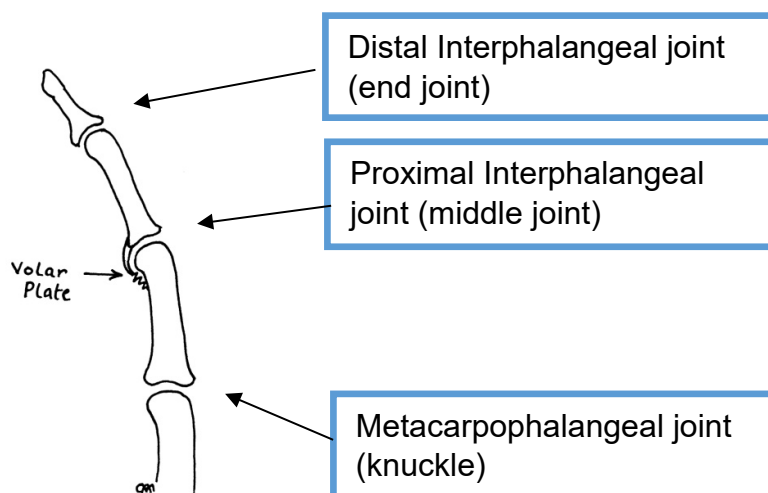 Distal Interphalangeal joint
(end joint)
Proximal Interphalangeal
joint (middle joint)
Volar
Plate
Metacarpophalangeal joint
(knuckle)